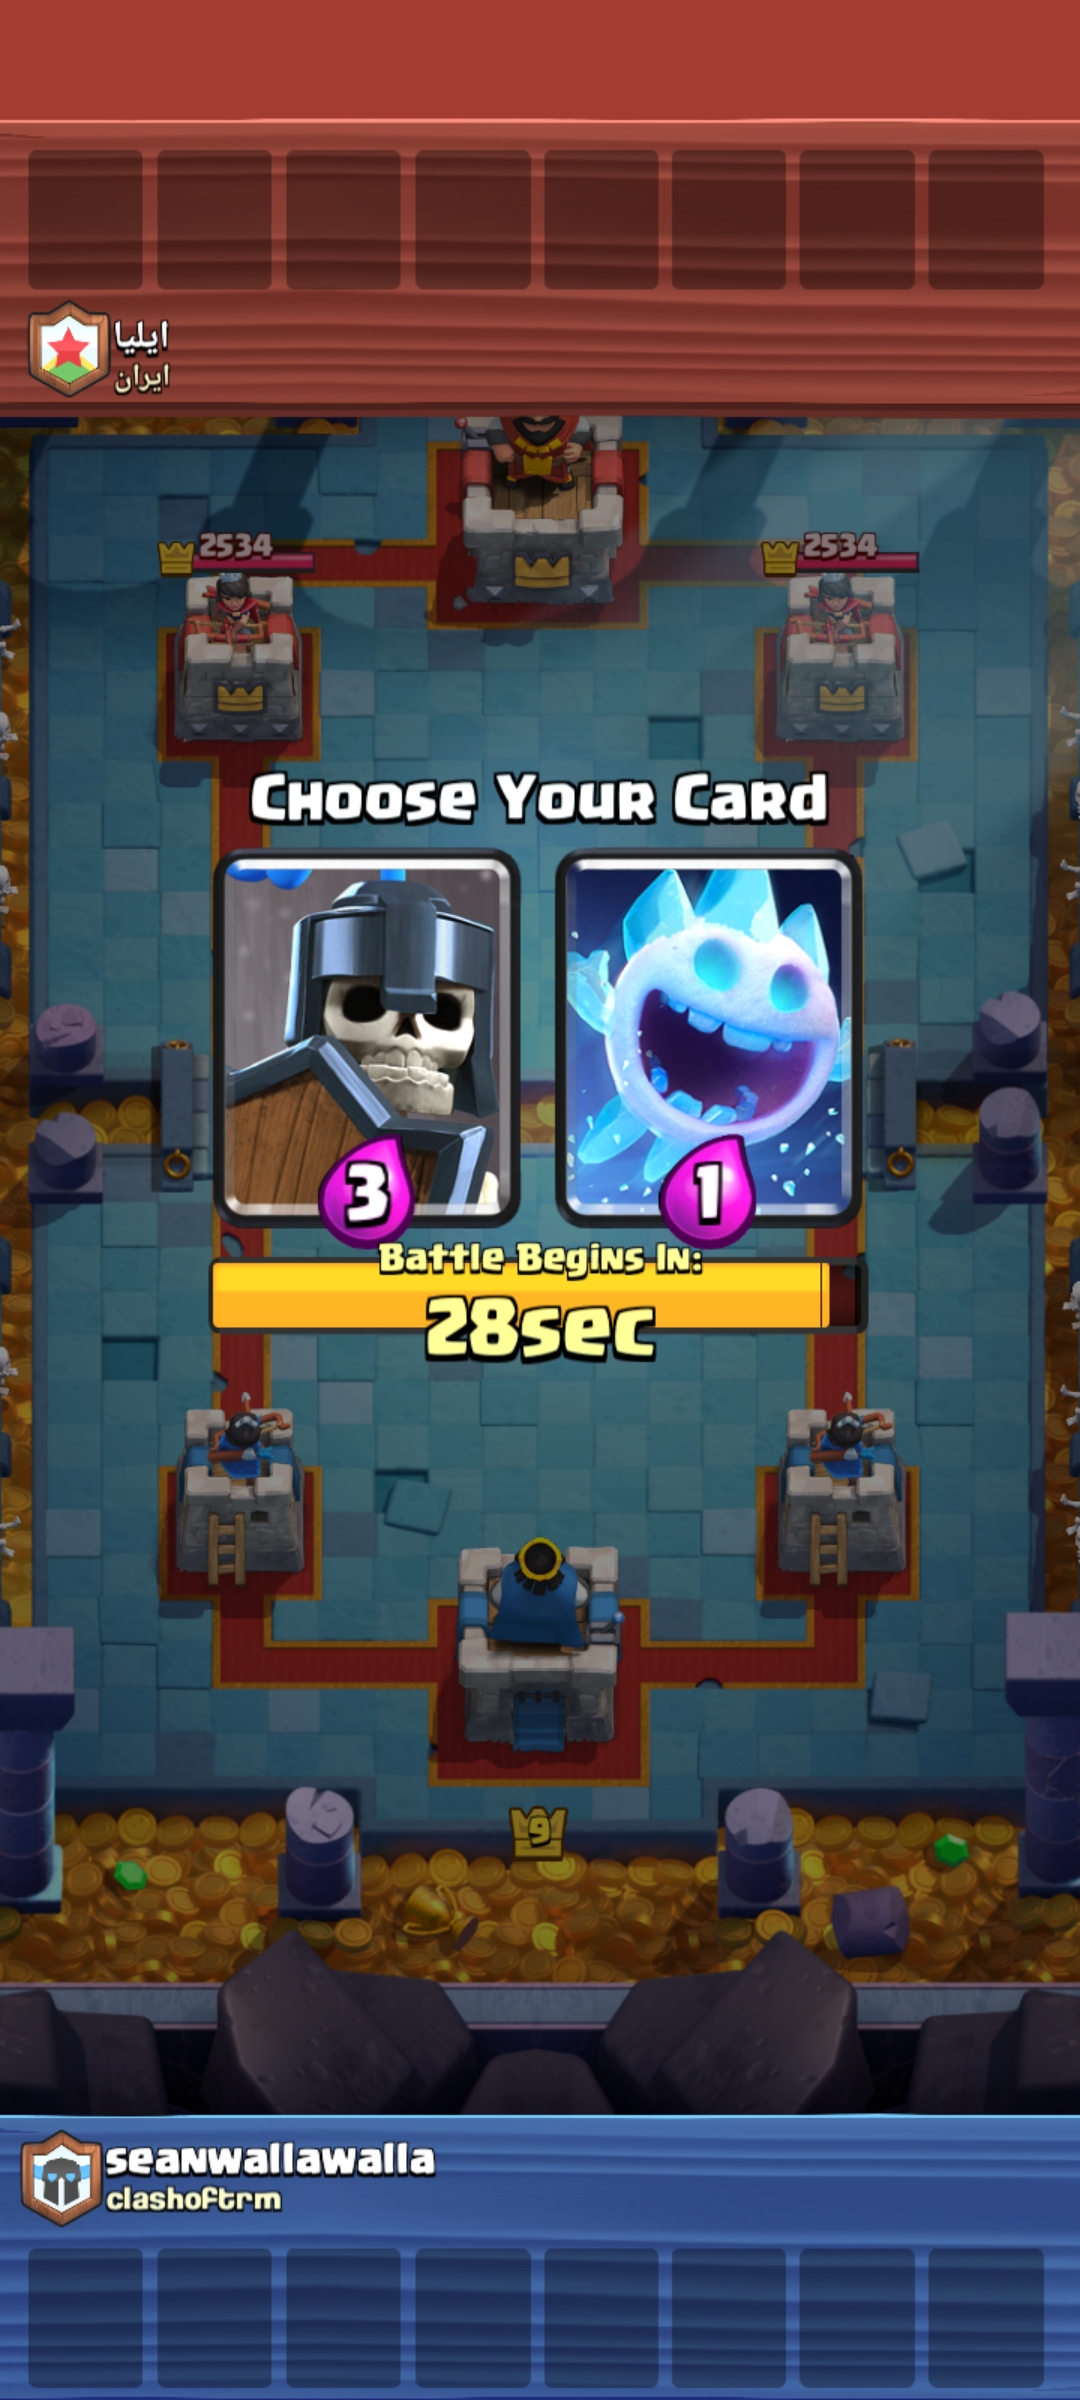 ایلیا
ایران
2534
2534
Choose Your Card
3
1
Battle Begins In:
28sec
9
seanwallawalla
clashoftrm